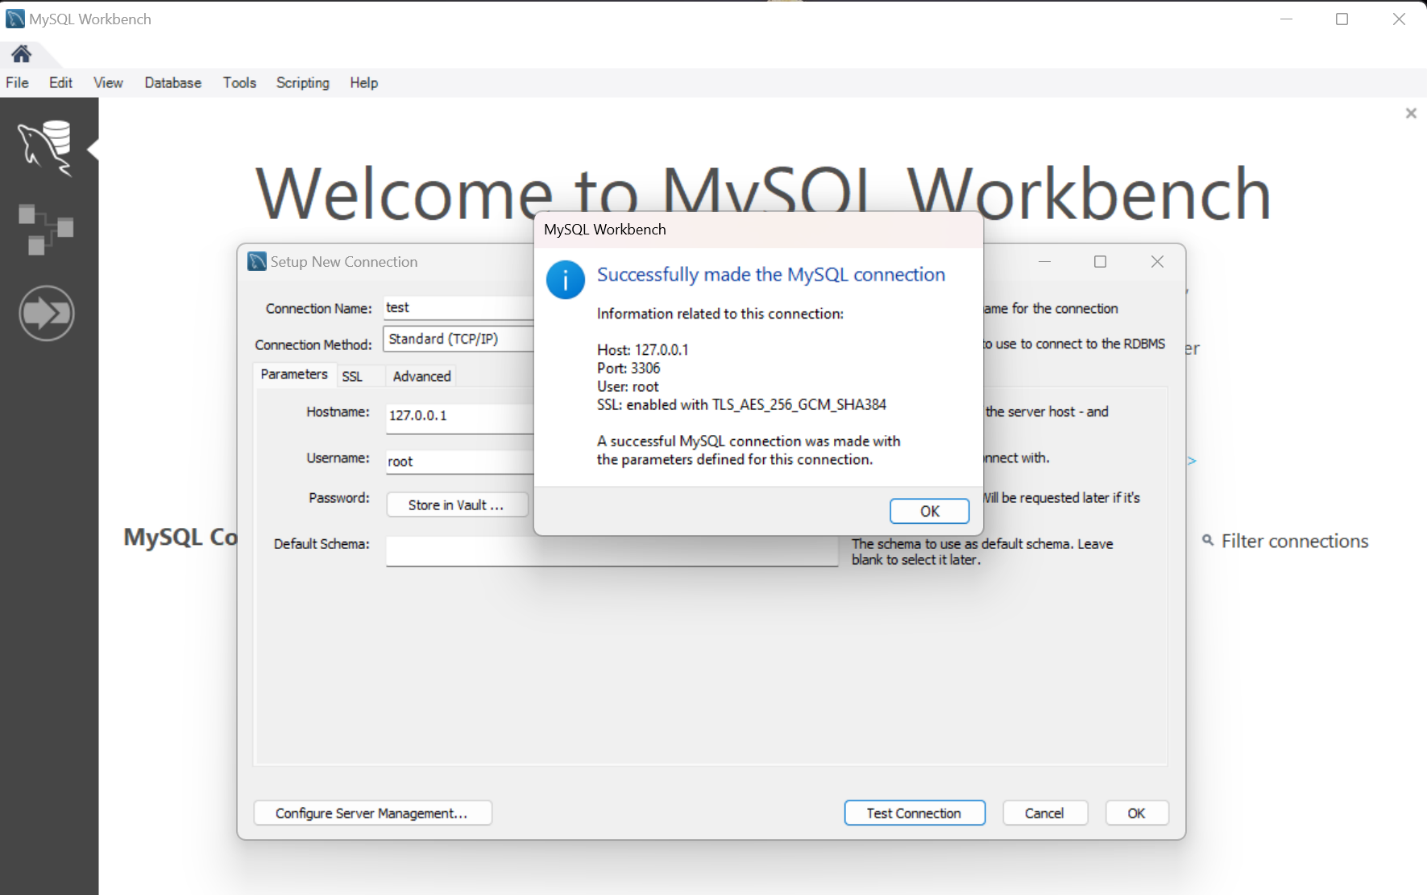 MySQL Workbench
File Edit View Database Tools Scripting Help
Welcome to MySQL Workbench
MySQL Workbench
Successfully made the MySQL connection
Information related to this connection:
Host: 127.0.0.1
Port: 3306
User: root
SSL: enabled with TLS_AES_256_GCM_SHA384
A successful MySQL connection was made with
the parameters defined for this connection.
OK
Setup New Connection
Connection Name: test
for the connection
Connection Method: Standard (TCP/IP)
to use to connect to the RDBMS
Parameters SSL Advanced
Hostname: 127.0.0.1
the server host - and
Username: root
with.
Password: Store in Vault ...
Will be requested later if it's
Default Schema:
The schema to use as default schema. Leave
blank to select it later.
Configure Server Management...
Test Connection Cancel OK
MySQL
Filter connections